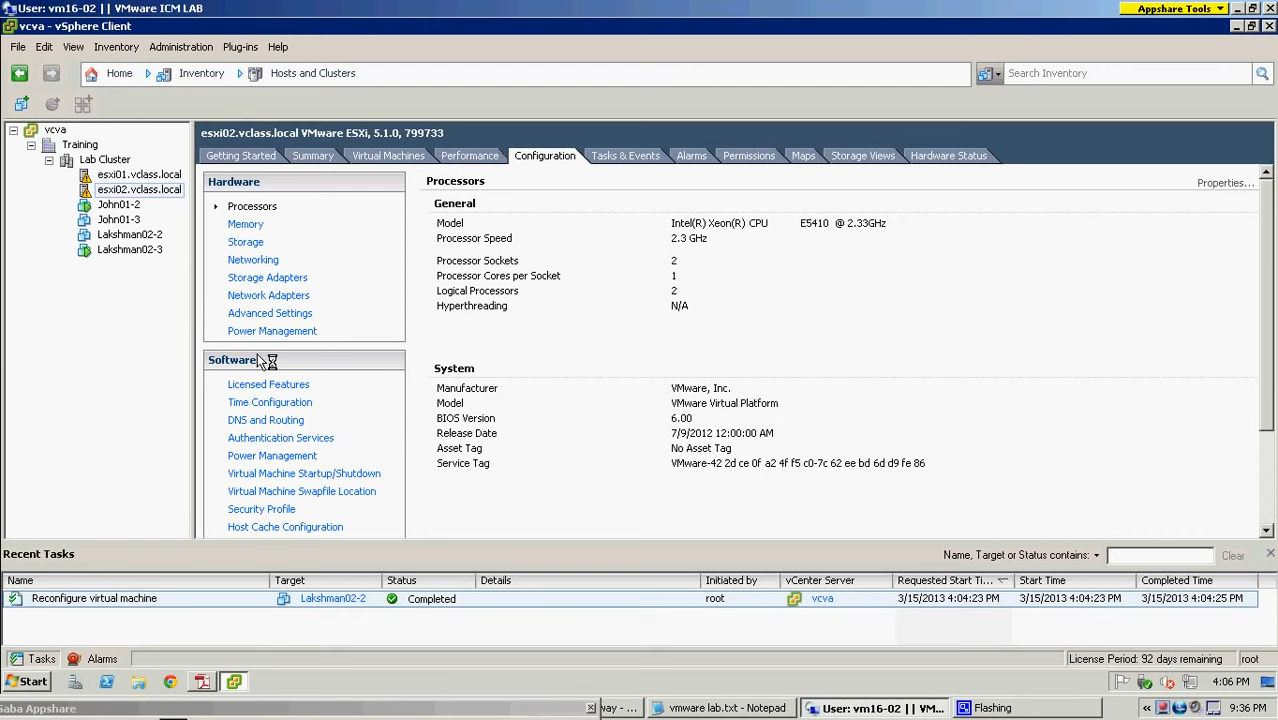 User: vm16-02 || VMware ICM LAB
Appshare Tools
vcva - vSphere Client
File Edit View Inventory Administration Plug-ins Help
Home Inventory Hosts and Clusters
Search Inventory
vcva
Training
Lab Cluster
esxi01.vclass.local
esxi02.vclass.local
John01-2
John01-3
Lakshman02-2
Lakshman02-3
esxi02.vclass.local VMware ESXi, 5.1.0, 799733
Getting Started Summary Virtual Machines Performance Configuration Tasks & Events Alarms Permissions Maps Storage Views Hardware Status
Hardware
Processors
Memory
Storage
Networking
Storage Adapters
Network Adapters
Advanced Settings
Power Management
Software
Licensed Features
Time Configuration
DNS and Routing
Authentication Services
Power Management
Virtual Machine Startup/Shutdown
Virtual Machine Swapfile Location
Security Profile
Host Cache Configuration
Processors
Properties...
General
Model Intel(R) Xeon(R) CPU E5410 @ 2.33GHz
Processor Speed 2.3 GHz
Processor Sockets 2
Processor Cores per Socket 1
Logical Processors 2
Hyperthreading N/A
System
Manufacturer VMware, Inc.
Model VMware Virtual Platform
BIOS Version 6.00
Release Date 7/9/2012 12:00:00 AM
Asset Tag No Asset Tag
Service Tag VMware-42 2d ce 0f a2 4f f5 c0-7c 62 ee bd 6d d9 fe 86
Recent Tasks
Name, Target or Status contains: Clear
Name Target Status Details Initiated by vCenter Server Requested Start Ti... Start Time Completed Time
Reconfigure virtual machine Lakshman02-2 Completed root vcva 3/15/2013 4:04:23 PM 3/15/2013 4:04:23 PM 3/15/2013 4:04:25 PM
Tasks Alarms
License Period: 92 days remaining root
Start 4:06 PM
Saba Appshare
way - ... vmware lab.txt - Notepad User: vm16-02 || VM... Flashing 9:36 PM